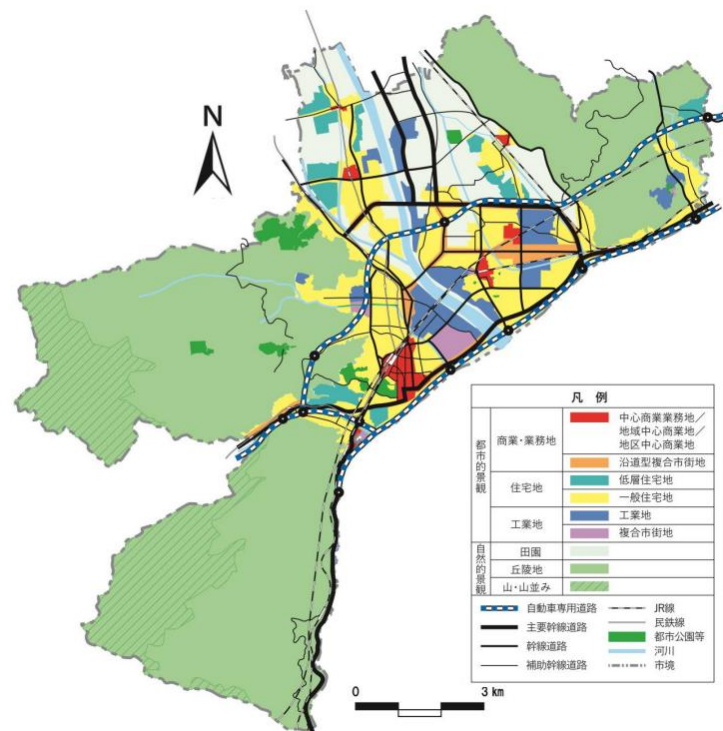 N
凡 例
都市的景観
商業・業務地
中心商業業務地／
地域中心商業地／
地区中心商業地
沿道型複合市街地
住宅地
低層住宅地
一般住宅地
工業地
工業地
複合市街地
自然的景観
田園
丘陵地
山・山並み
自動車専用道路
主要幹線道路
幹線道路
補助幹線道路
JR線
民鉄線
都市公園等
河川
市境
0 3 km